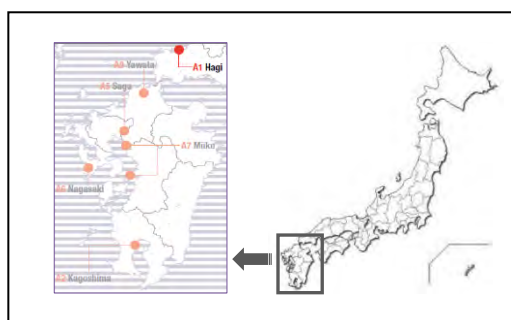 A3 Yawata
A1 Hagi
A5 Saga
A7 Miike
A6 Nagasaki
A2 Kagoshima